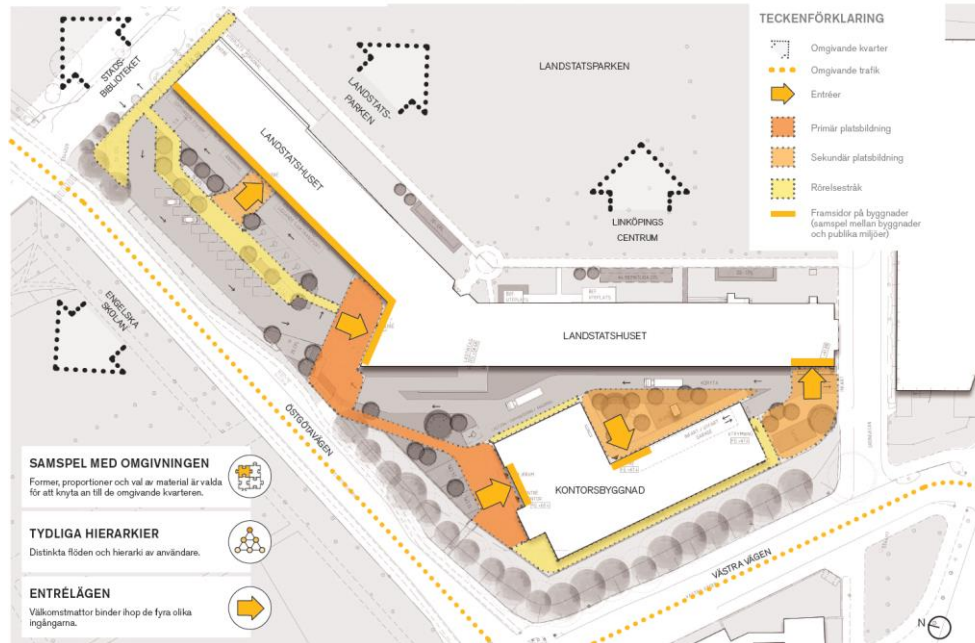 TECKENFÖRKLARING
Omgivande kvarter
Omgivande trafik
Entréer
Primär platsbildning
Sekundär platsbildning
Rörelsestråk
Framsidor på byggnader
(samspel mellan byggnader
och publika miljöer)
STADS-
BIBLIOTEKET
LANDSTATS-
PARKEN
LANDSTATSPARKEN
LANDSTATSHUSET
LINKÖPINGS
CENTRUM
ENGELSKA
SKOLAN
LANDSTATSHUSET
ÖSTGÖTAVÄGEN
KONTORSBYGGNAD
VÄSTRA VÄGEN
SAMSPEL MED OMGIVNINGEN
Former, proportioner och val av material är valda
för att knyta an till de omgivande kvarteren.
TYDLIGA HIERARKIER
Distinkta flöden och hierarki av användare.
ENTRÉLÄGEN
Välkomstmattor binder ihop de fyra olika
ingångarna.
N